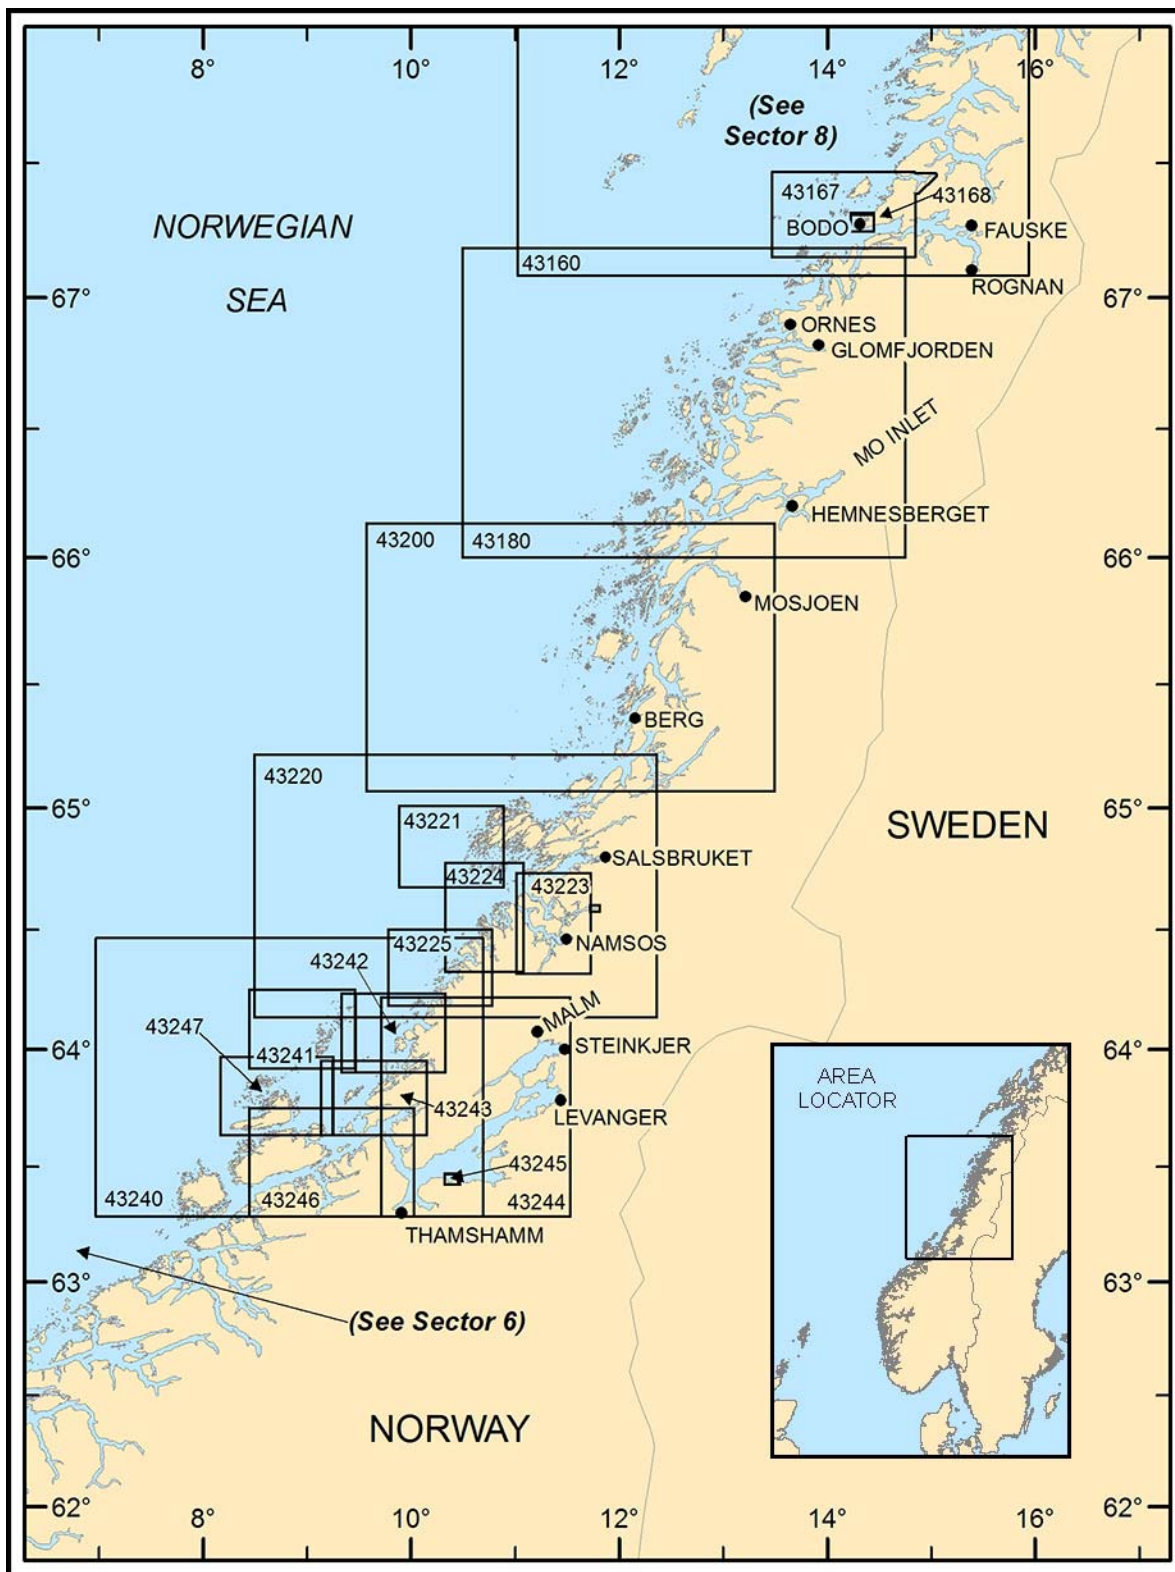 8°
10°
12°
14°
16°
(See
Sector 8)
43167
43168
NORWEGIAN
BODO
FAUSKE
43160
ROGNAN
SEA
67°
67°
ORNES
GLOMFJORDEN
MO INLET
HEMNESBERGET
43200
43180
66°
66°
MOSJOEN
BERG
43220
65°
65°
43221
SWEDEN
SALSBRUKET
43224
43223
43225
NAMSOS
43242
MALM
43247
STEINKJER
64°
64°
43241
AREA
LOCATOR
43243
LEVANGER
43245
43240
43246
43244
THAMSHAMM
63°
63°
(See Sector 6)
NORWAY
62°
62°
8°
10°
12°
14°
16°